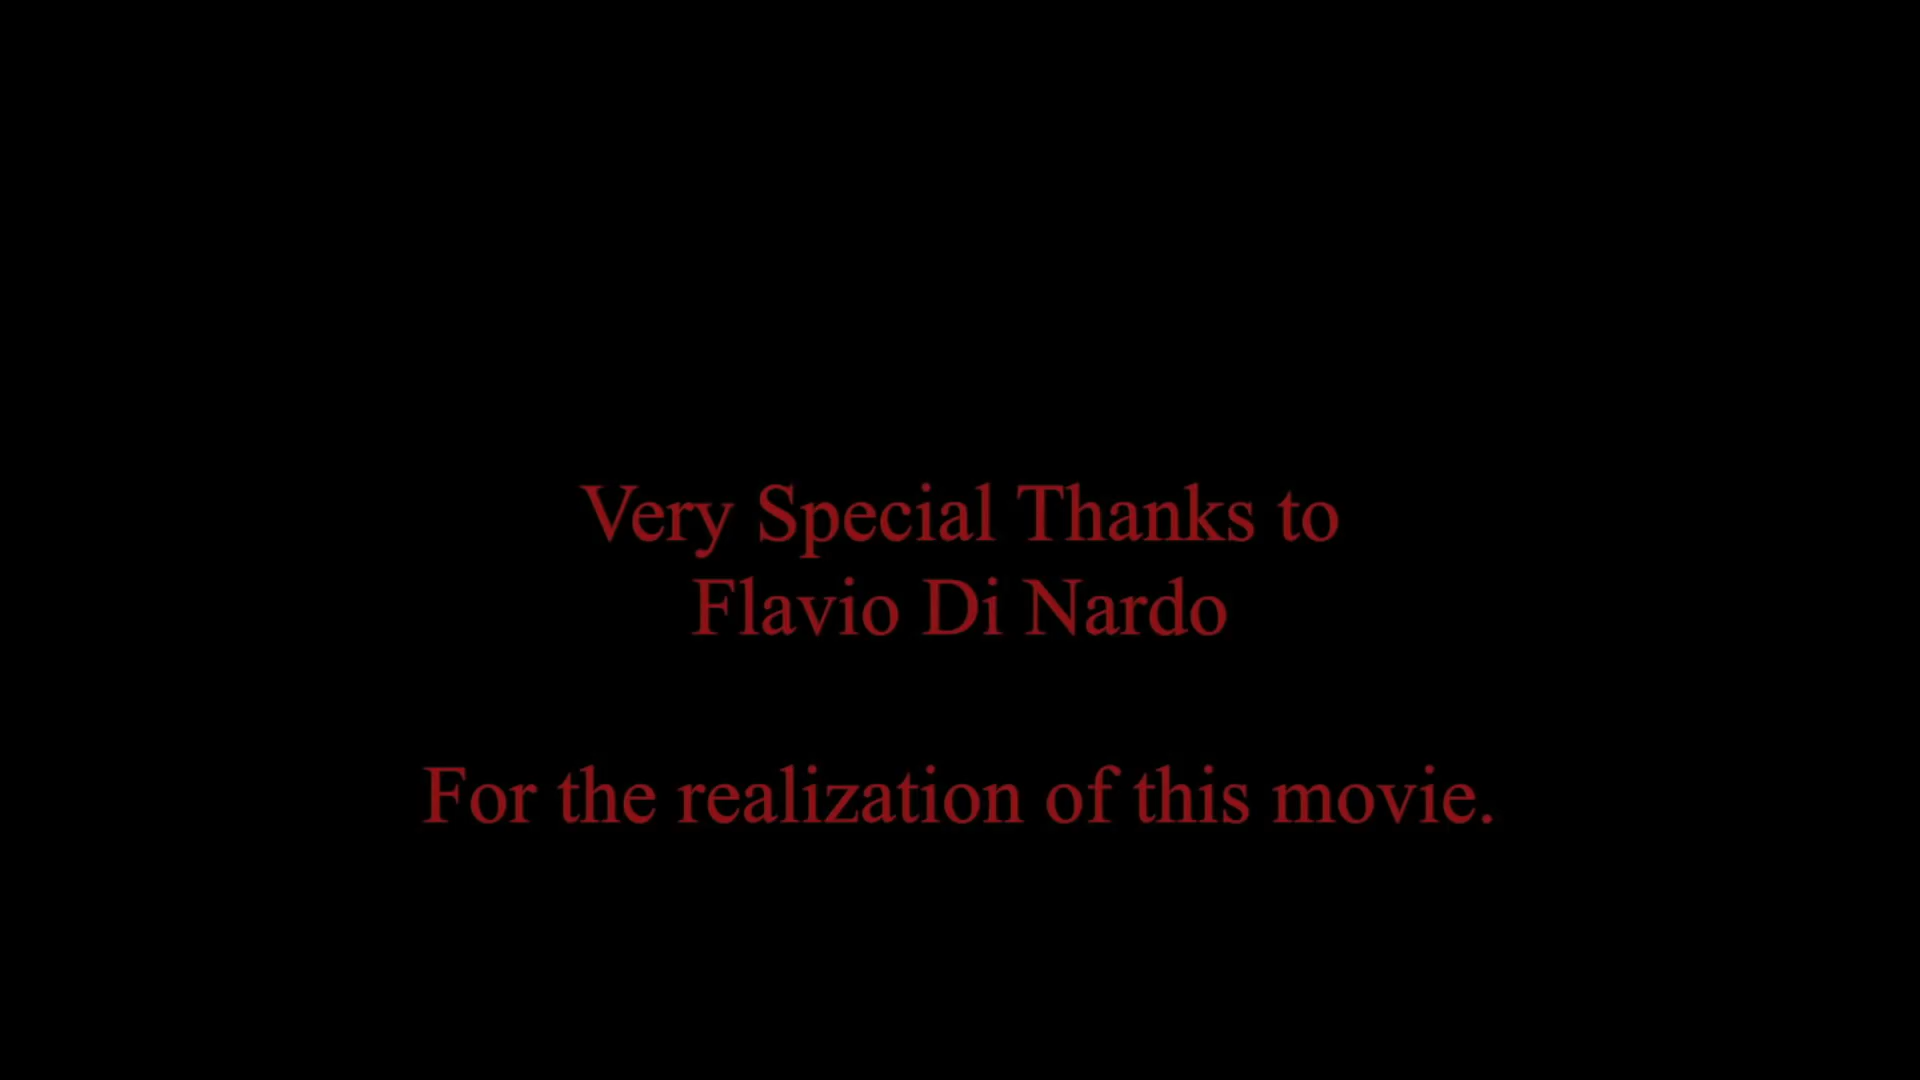 Very Special Thanks to
Flavio Di Nardo
For the realization of this movie.